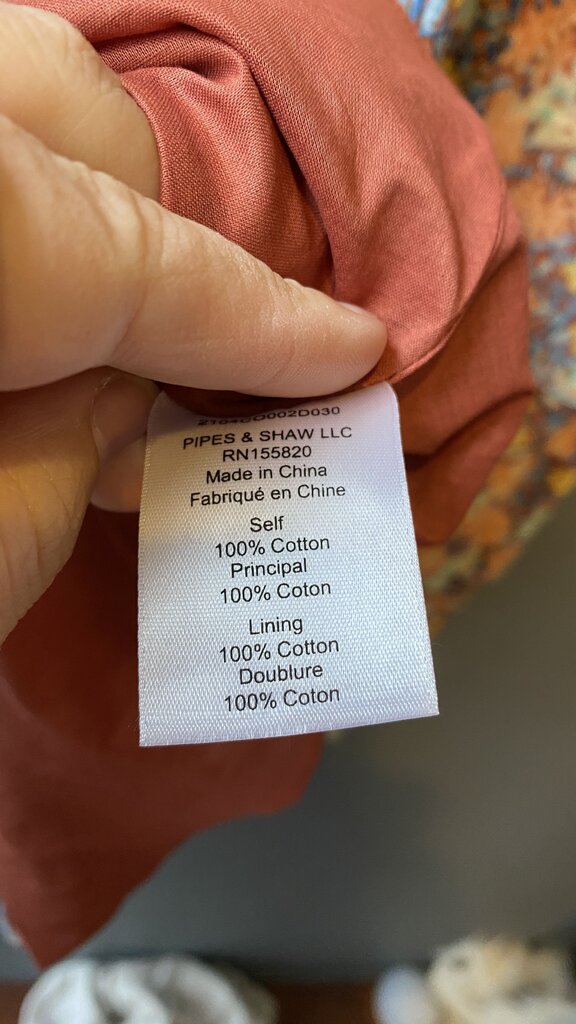 2104CO002D030
PIPES & SHAW LLC
RN155820
Made in China
Fabriqué en Chine
Self
100% Cotton
Principal
100% Coton
Lining
100% Cotton
Doublure
100% Coton